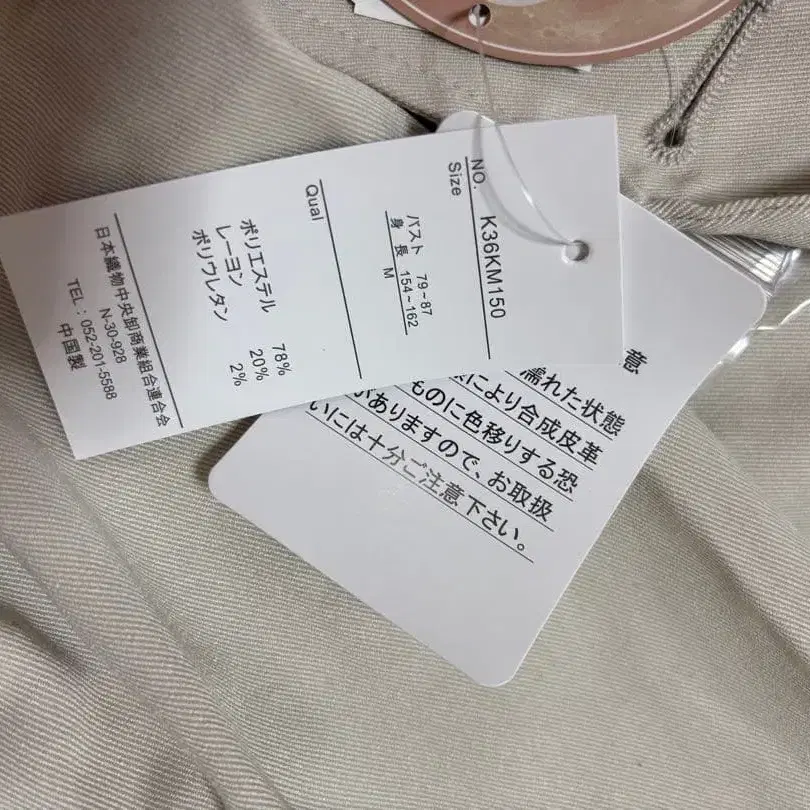 NO. K36KM150
Size
バスト 79~87
身長 154~162
M
Qual
ポリエステル 78%
レーヨン 20%
ポリウレタン 2%
日本織物中央卸商業組合連合会
N-30-928
TEL: 052-201-5588
中国製
意
濡れた状態
により合成皮革
ものに色移りする恐
がありますので、お取扱
いには十分ご注意下さい。